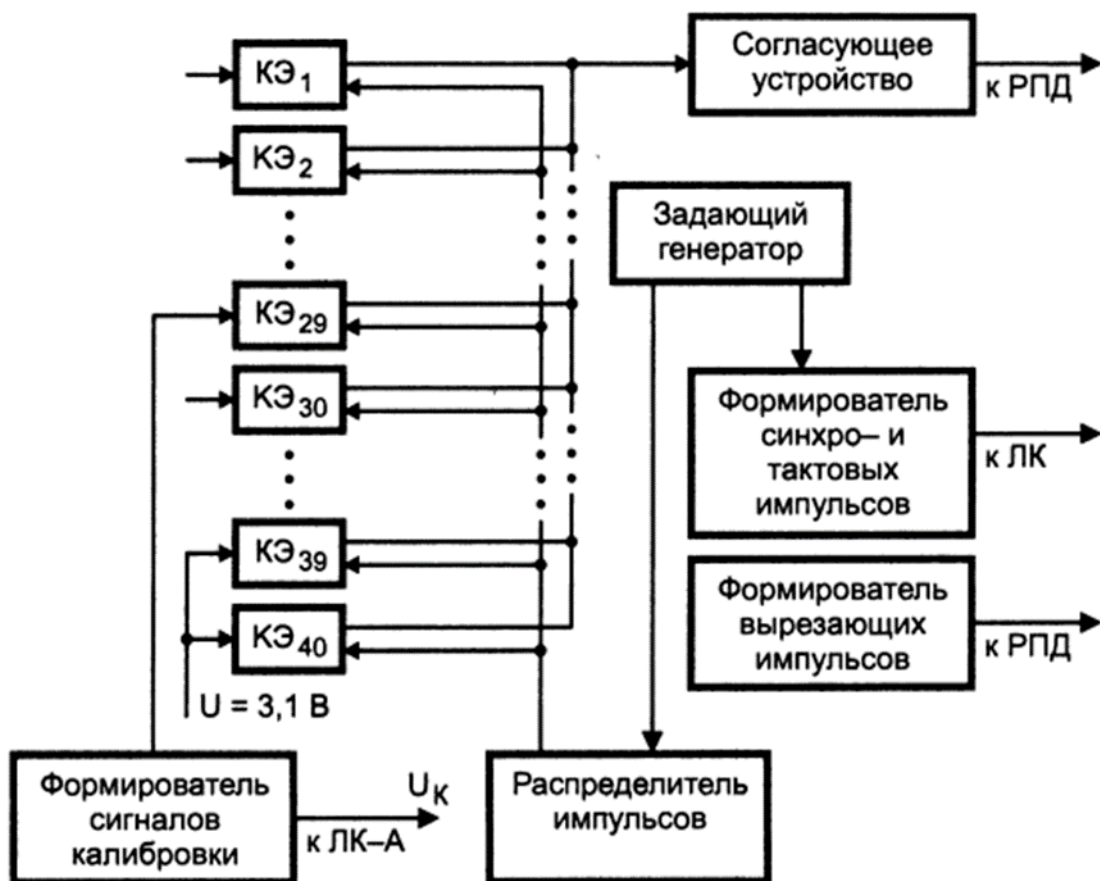 КЭ1
КЭ2
КЭ29
КЭ30
КЭ39
КЭ40
U = 3,1 В
Согласующее
устройство
к РПД
Задающий
генератор
Формирователь
синхро– и
тактовых
импульсов
к ЛК
Формирователь
вырезающих
импульсов
к РПД
Формирователь
сигналов
калибровки
UК
к ЛК–А
Распределитель
импульсов